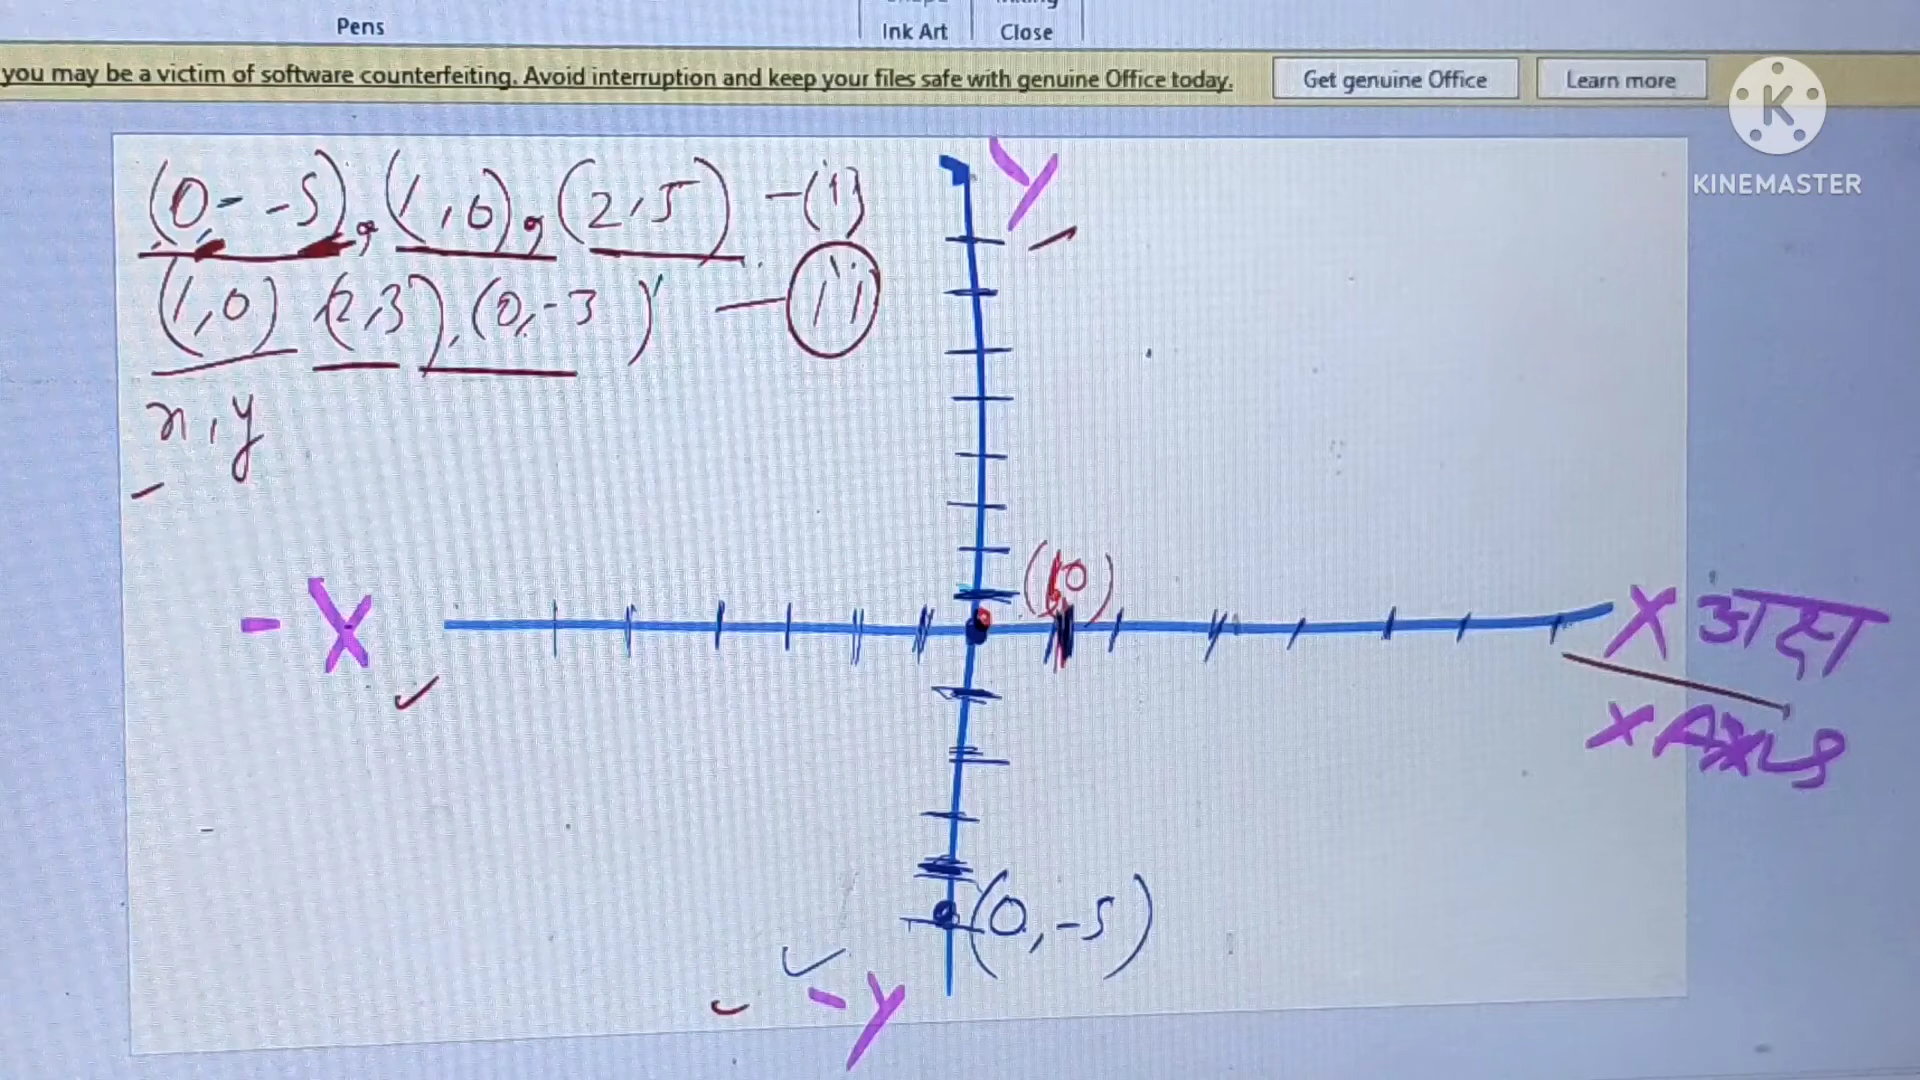 Pens
Ink Art
Close
you may be a victim of software counterfeiting. Avoid interruption and keep your files safe with genuine Office today.
Get genuine Office
Learn more
KINEMASTER
(0, -5), (1, 0), (2, 5) -(i)
(1, 0) (2, 3), (0, -3) - ii
x, y
Y
(1,0)
-X
X अक्ष
X Axis
(0, -5)
-Y